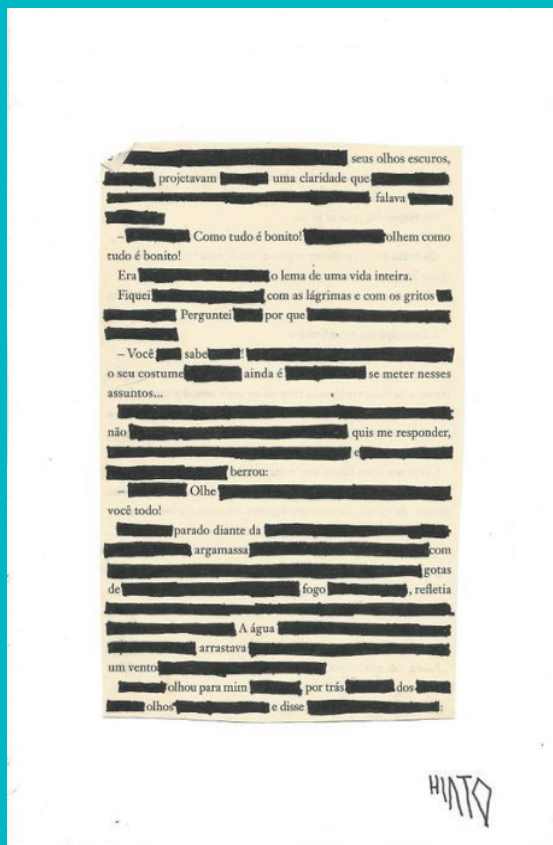 seus olhos escuros,
projetavam uma claridade que
falava
– Como tudo é bonito! olhem como
tudo é bonito!
Era o lema de uma vida inteira.
Fiquei com as lágrimas e com os gritos
Perguntei por que
– Você sabe !
o seu costume ainda é se meter nesses
assuntos...
não quis me responder,
e
berrou:
– Olhe
você todo!
parado diante da
argamassa com
gotas
de fogo , refletia
A água
arrastava
um vento
olhou para mim por trás dos
olhos e disse :